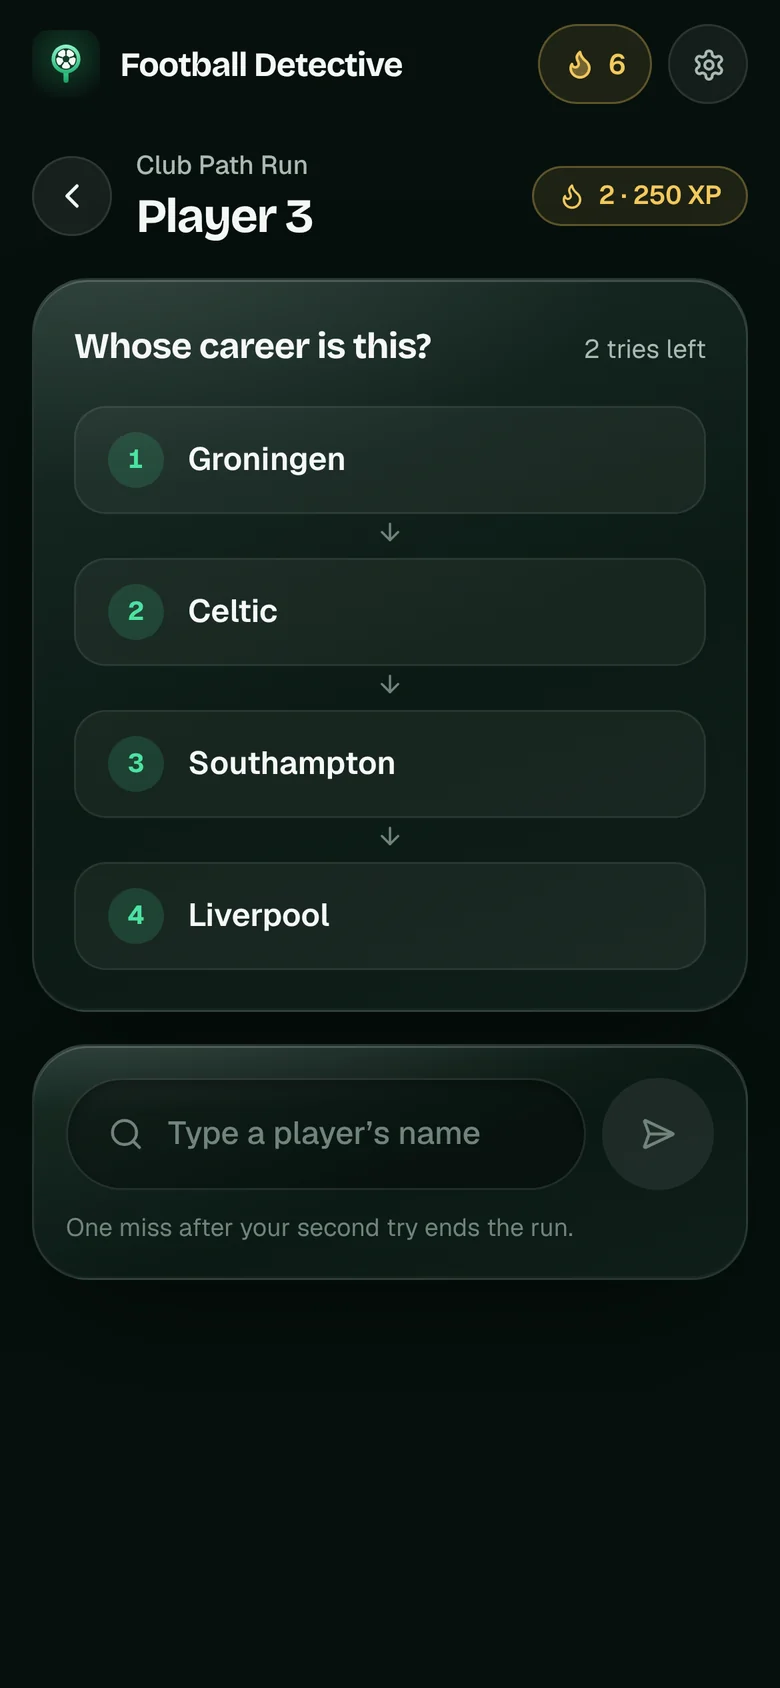 Football Detective
6
Club Path Run
Player 3
2 · 250 XP
Whose career is this?
2 tries left
1 Groningen
2 Celtic
3 Southampton
4 Liverpool
Type a player’s name
One miss after your second try ends the run.